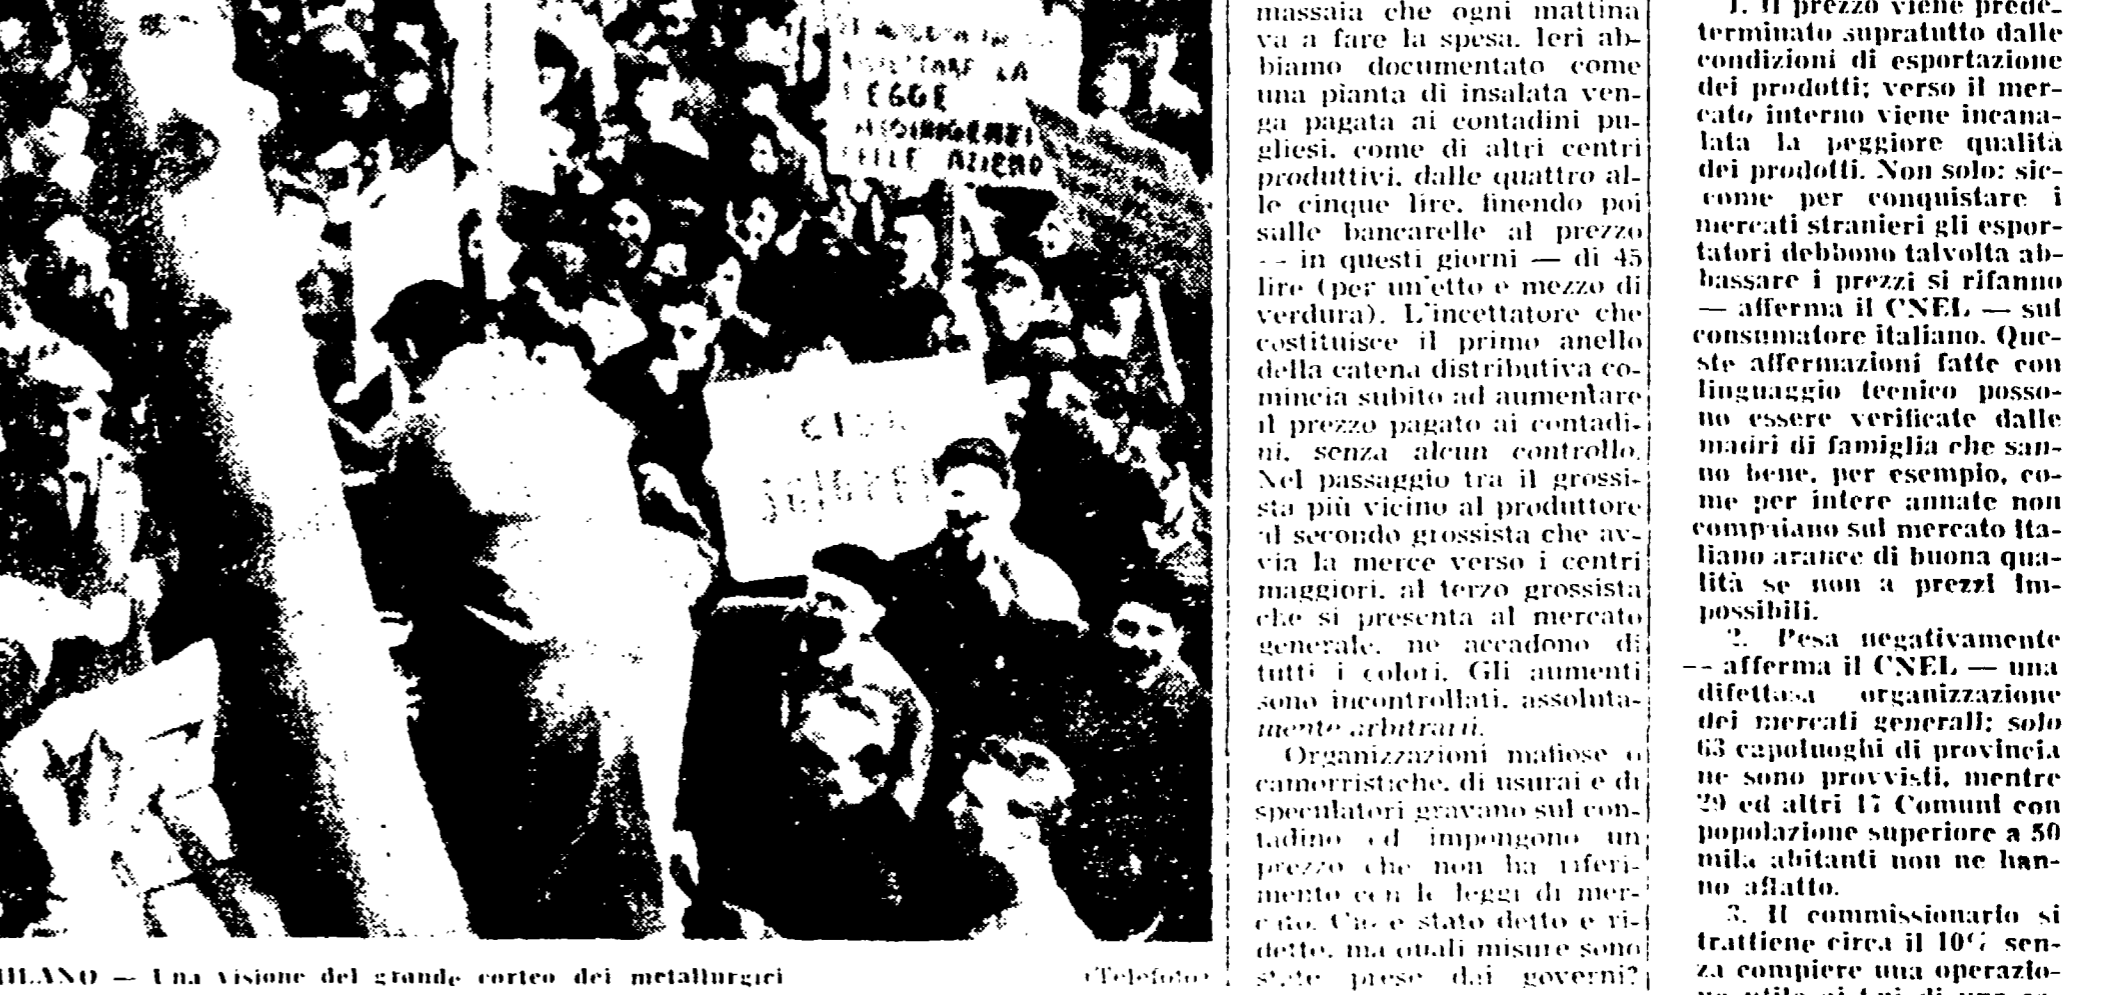 LA
EGGE
AZIEND
MILANO — Una visione del grande corteo dei metallurgici
(Telefoto)
massaia che ogni mattina
va a fare la spesa. Ieri ab-
biamo documentato come
una pianta di insalata ven-
ga pagata ai contadini pu-
gliesi, come di altri centri
produttivi, dalle quattro al-
le cinque lire, finendo poi
sulle bancarelle al prezzo
-- in questi giorni — di 45
lire (per un'etto e mezzo di
verdura). L'incettatore che
costituisce il primo anello
della catena distributiva co-
mincia subito ad aumentare
il prezzo pagato ai contadi-
ni, senza alcun controllo.
Nel passaggio tra il grossi-
sta più vicino al produttore
al secondo grossista che av-
via la merce verso i centri
maggiori, al terzo grossista
che si presenta al mercato
generale, ne accadono di
tutti i colori. Gli aumenti
sono incontrollati, assoluta-
mente arbitrari.
Organizzazioni mafiose o
camorristiche, di usurai e di
speculatori gravano sul con-
tadino ed impongono un
prezzo che non ha riferi-
mento con le leggi di mer-
cato. Ciò è stato detto e ri-
detto, ma quali misure sono
state prese dai governi?
1. Il prezzo viene prede-
terminato supratutto dalle
condizioni di esportazione
dei prodotti; verso il mer-
cato interno viene incana-
lata la peggiore qualità
dei prodotti. Non solo: sic-
come per conquistare i
mercati stranieri gli espor-
tatori debbono talvolta ab-
bassare i prezzi si rifanno
— afferma il CNEL — sul
consumatore italiano. Que-
ste affermazioni fatte con
linguaggio tecnico posso-
no essere verificate dalle
madri di famiglia che san-
no bene, per esempio, co-
me per intere annate non
compaiano sul mercato ita-
liano arance di buona qua-
lità se non a prezzi im-
possibili.
2. Pesa negativamente
-- afferma il CNEL — una
difettosa organizzazione
dei mercati generali; solo
63 capoluoghi di provincia
ne sono provvisti, mentre
29 ed altri 17 Comuni con
popolazione superiore a 50
mila abitanti non ne han-
no affatto.
3. Il commissionario si
trattiene circa il 10% sen-
za compiere una operazio-